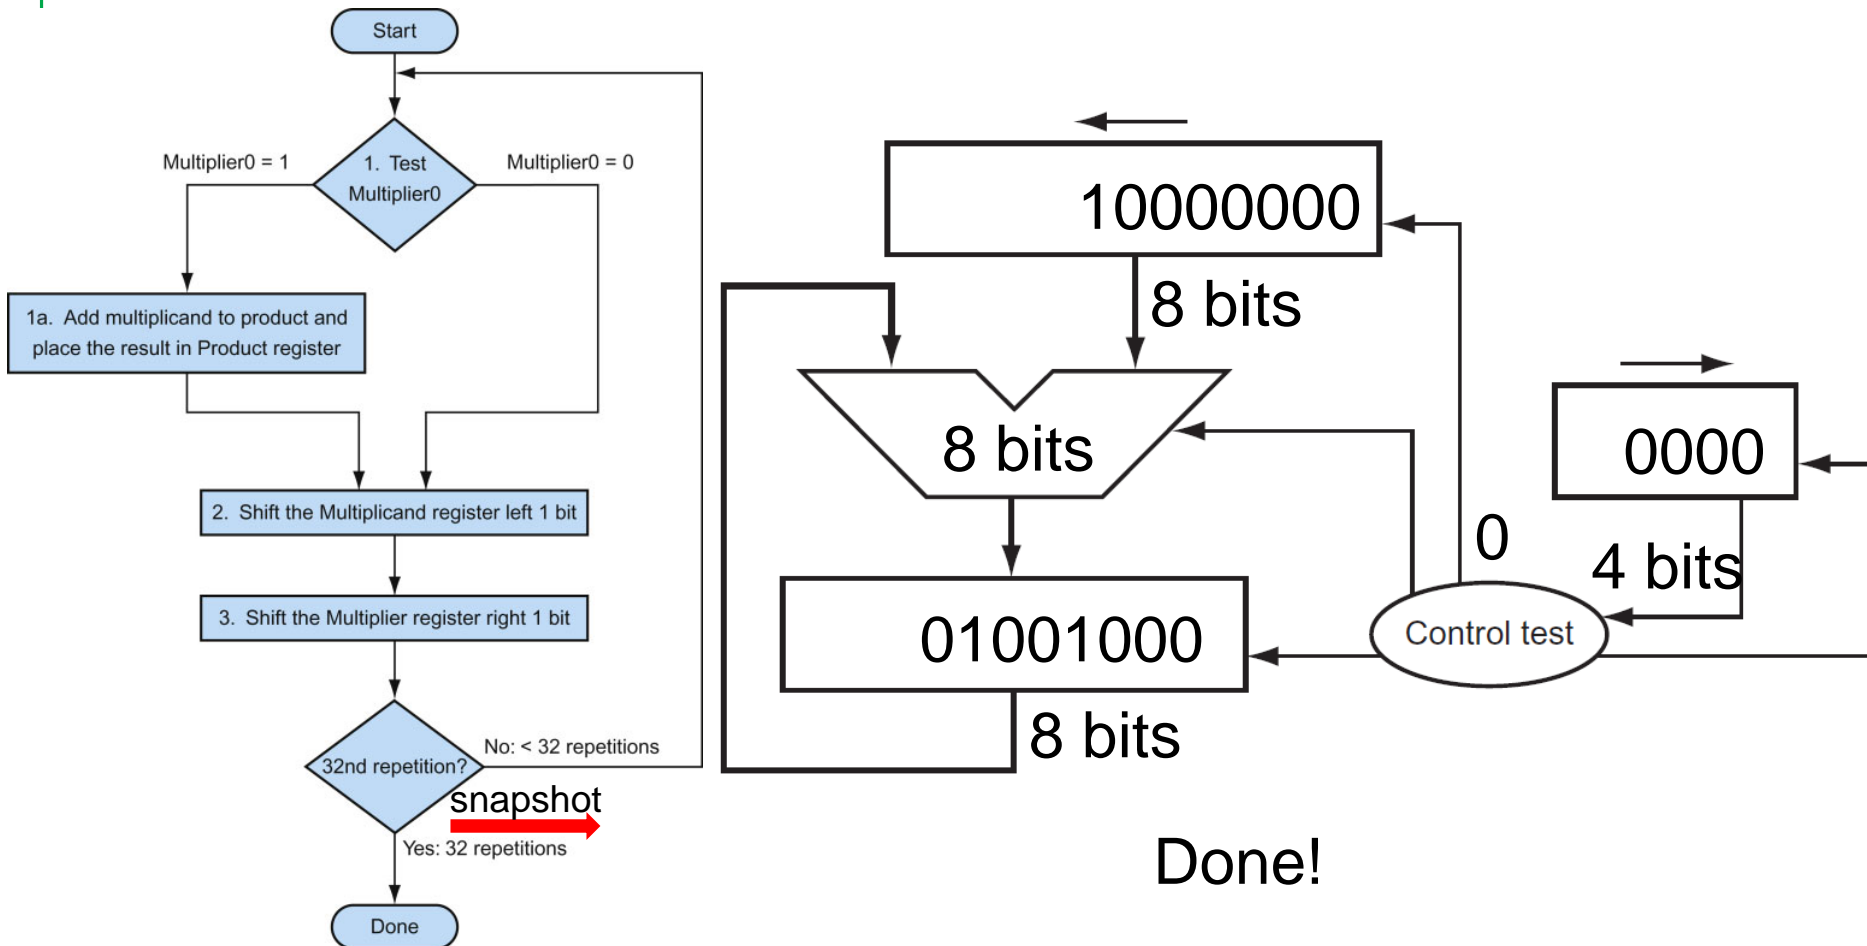 Start
Multiplier0 = 1
1. Test
Multiplier0
Multiplier0 = 0
1a. Add multiplicand to product and
place the result in Product register
2. Shift the Multiplicand register left 1 bit
3. Shift the Multiplier register right 1 bit
32nd repetition?
No: < 32 repetitions
snapshot
Yes: 32 repetitions
Done
10000000
8 bits
8 bits
0000
0
4 bits
Control test
01001000
8 bits
Done!